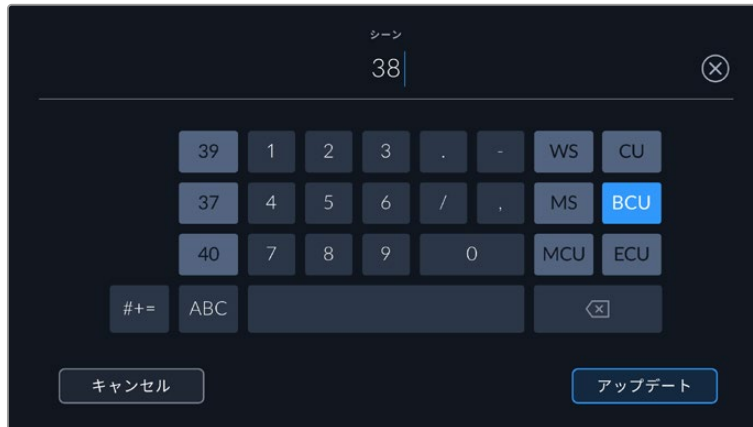 シーン
38
39 1 2 3 . - WS CU
37 4 5 6 / , MS BCU
40 7 8 9 0 MCU ECU
#+= ABC
キャンセル アップデート